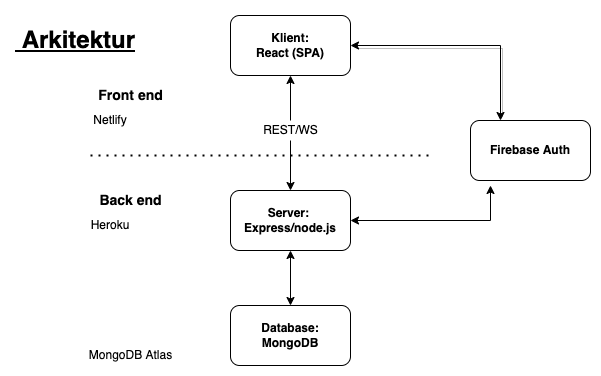 Arkitektur
Klient:
React (SPA)
Front end
Netlify
REST/WS
Firebase Auth
Back end
Heroku
Server:
Express/node.js
Database:
MongoDB
MongoDB Atlas